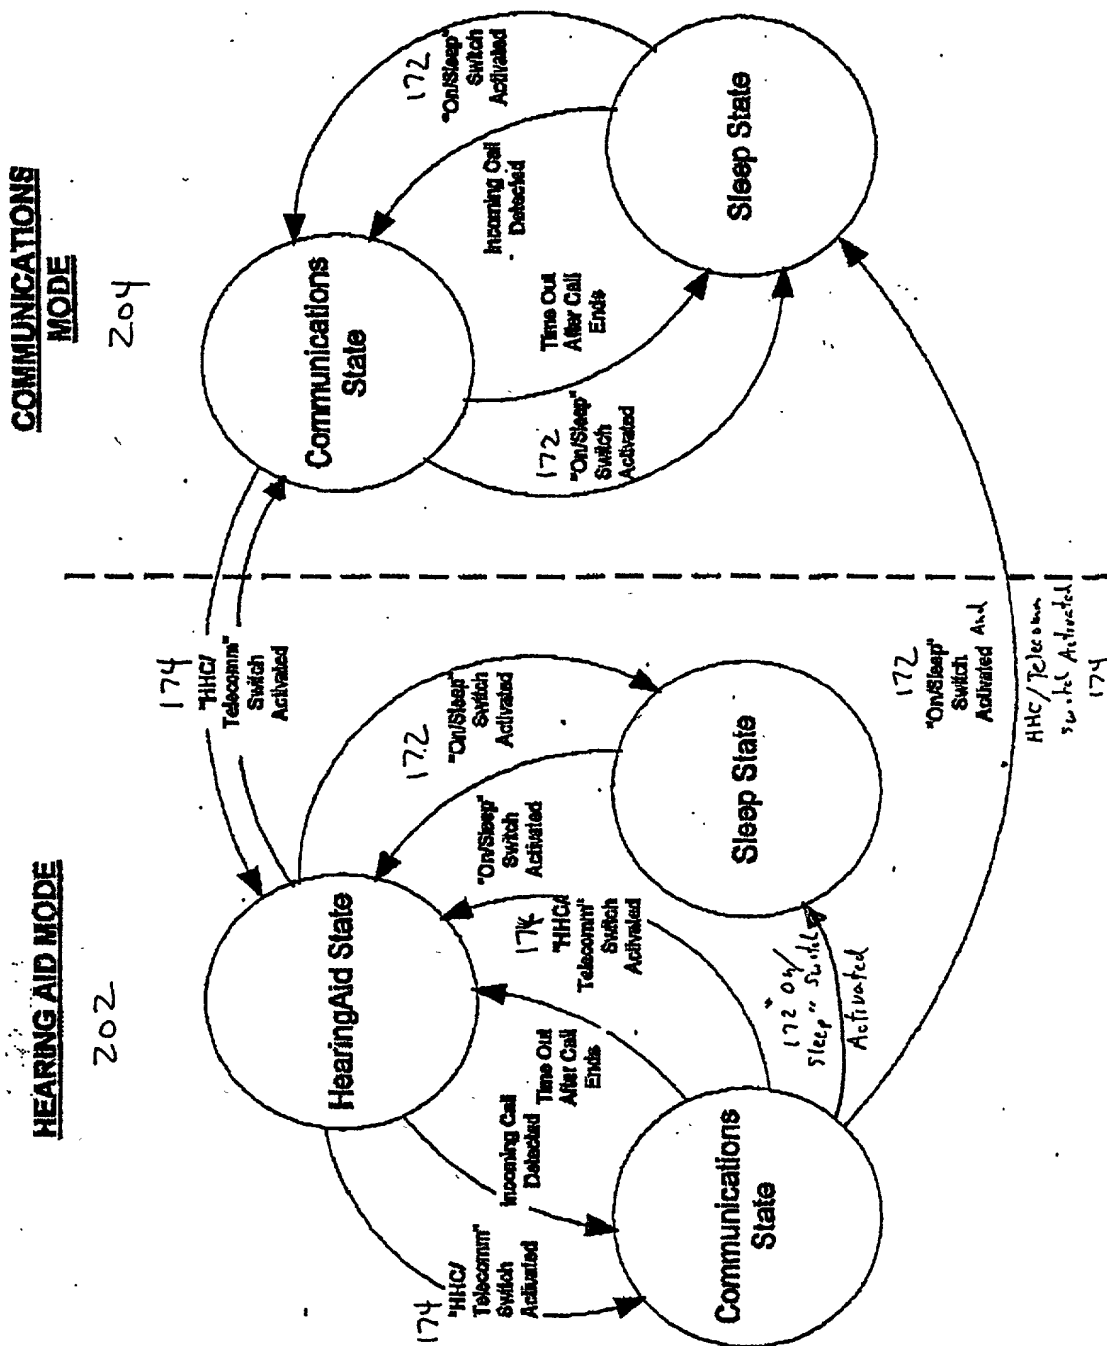 HEARING AID MODE
202
COMMUNICATIONS
MODE
204
174
"HHC/
Telecomm"
Switch
Activated
HearingAid State
Communications
State
172
"On/Sleep"
Switch
Activated
174
"HHC/
Telecomm"
Switch
Activated
Incoming Call
Detected
Time Out
After Call
Ends
174
"HHC/
Telecomm"
Switch
Activated
"On/Sleep"
Switch
Activated
172
"On/Sleep"
Switch
Activated
172
"On/Sleep"
Switch
Activated
Time Out
After Call
Ends
Incoming Call
Detected
Communications
State
172 "On/
Sleep" Switch
Activated
Sleep State
Sleep State
172
"On/Sleep"
Switch
Activated And
HHC/Telecomm
Switch Activated
174